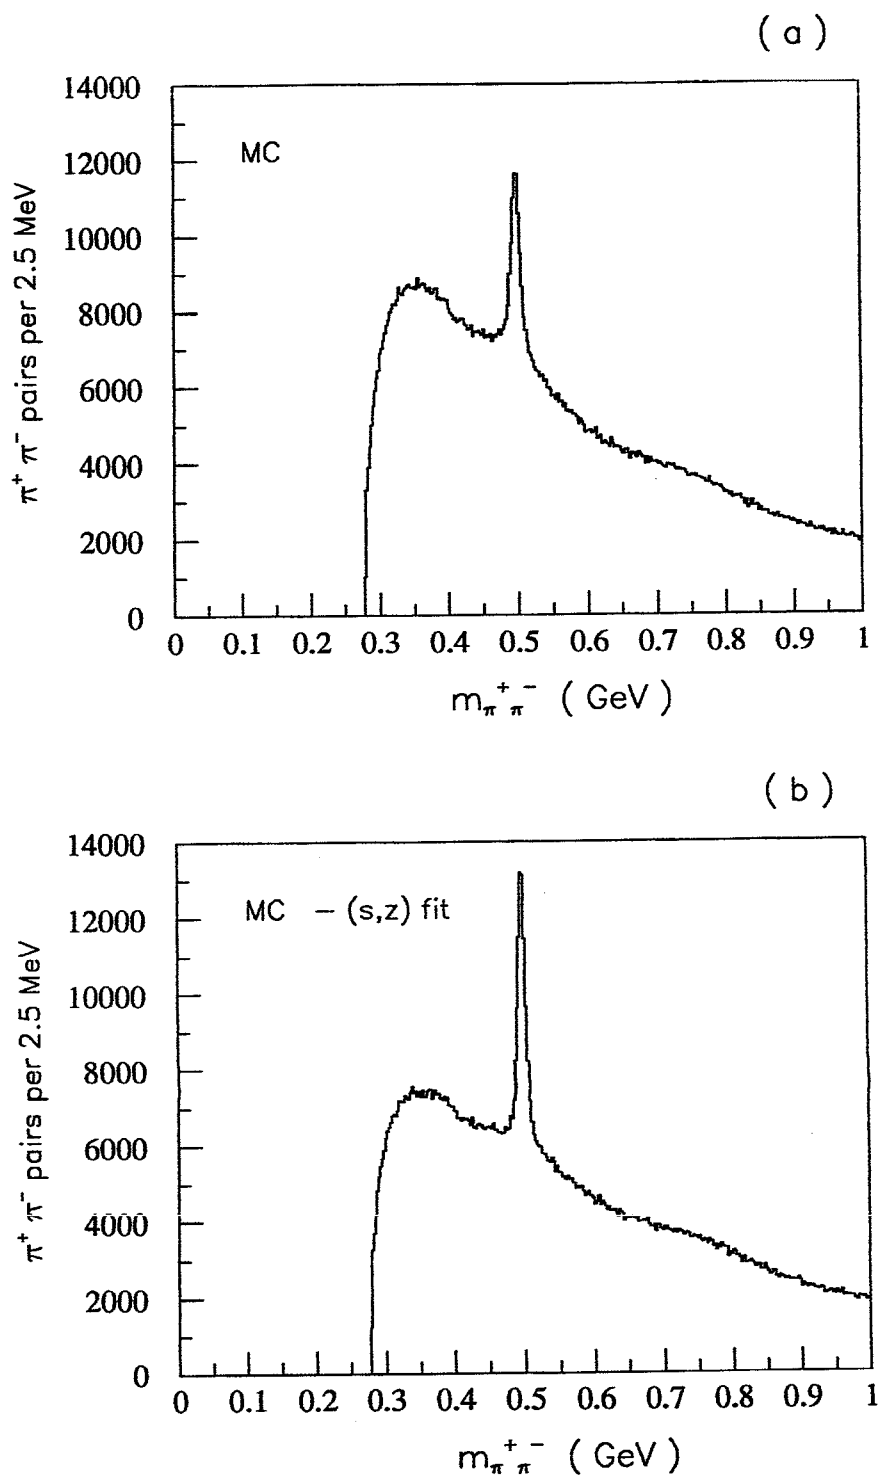 ( a )
14000
MC
12000
10000
8000
6000
4000
2000
0
π⁺ π⁻ pairs per 2.5 MeV
0 0.1 0.2 0.3 0.4 0.5 0.6 0.7 0.8 0.9 1
m π⁺π⁻ ( GeV )
( b )
14000
MC – (s,z) fit
12000
10000
8000
6000
4000
2000
0
π⁺ π⁻ pairs per 2.5 MeV
0 0.1 0.2 0.3 0.4 0.5 0.6 0.7 0.8 0.9 1
m π⁺π⁻ ( GeV )